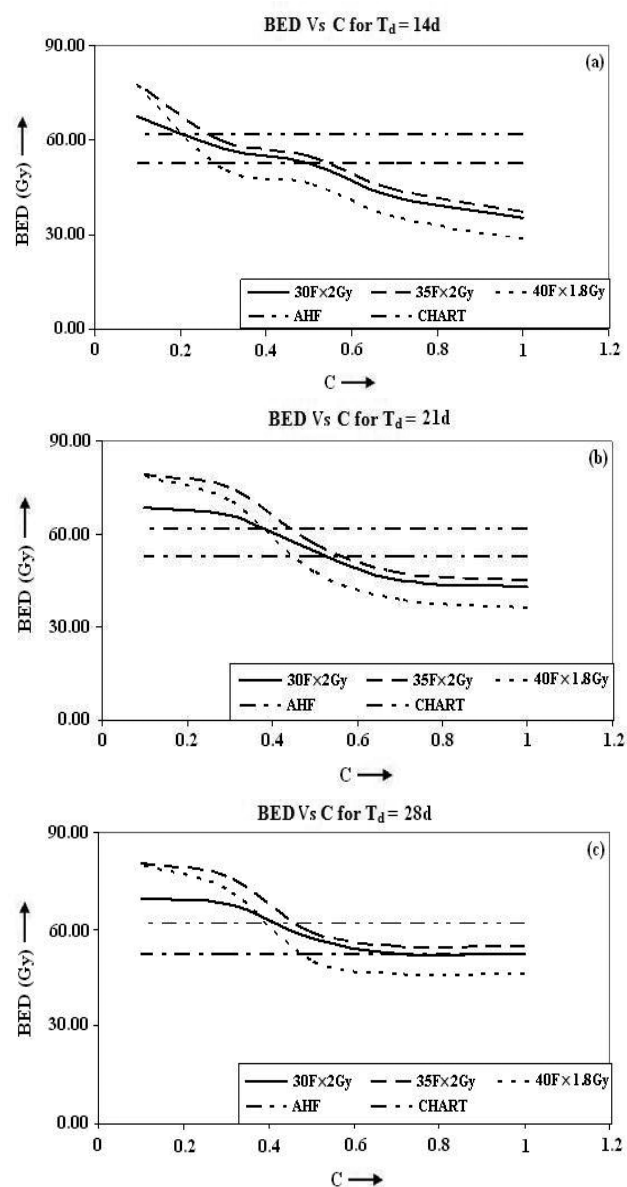 BED Vs C for Td = 14d
(a)
90.00
60.00
30.00
0.00
BED (Gy)
30F×2Gy 35F×2Gy 40F×1.8Gy
AHF CHART
0 0.2 0.4 0.6 0.8 1 1.2
C
BED Vs C for Td = 21d
(b)
90.00
60.00
30.00
0.00
BED (Gy)
30F×2Gy 35F×2Gy 40F×1.8Gy
AHF CHART
0 0.2 0.4 0.6 0.8 1 1.2
C
BED Vs C for Td = 28d
(c)
90.00
60.00
30.00
0.00
BED (Gy)
30F×2Gy 35F×2Gy 40F×1.8Gy
AHF CHART
0 0.2 0.4 0.6 0.8 1 1.2
C